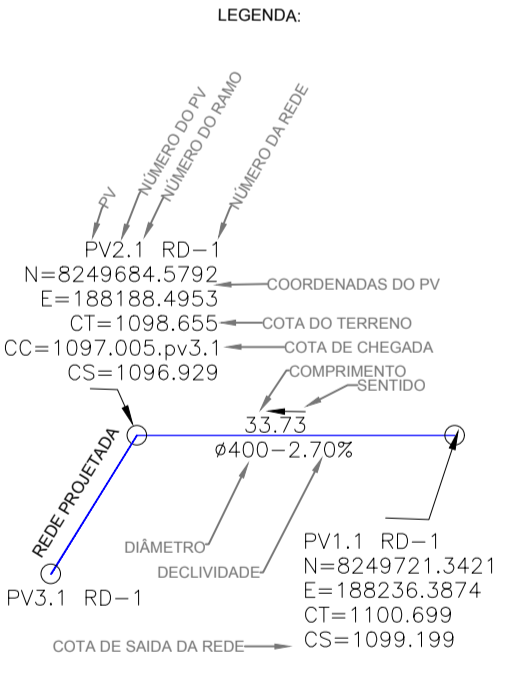 LEGENDA:
PV
NÚMERO DO PV
NÚMERO DO RAMO
NÚMERO DA REDE
PV2.1 RD-1
N=8249684.5792
E=188188.4953
COORDENADAS DO PV
CT=1098.655
COTA DO TERRENO
CC=1097.005.pv3.1
COTA DE CHEGADA
CS=1096.929
COMPRIMENTO
SENTIDO
33.73
ø400-2.70%
REDE PROJETADA
DIÂMETRO
DECLIVIDADE
PV3.1 RD-1
PV1.1 RD-1
N=8249721.3421
E=188236.3874
CT=1100.699
CS=1099.199
COTA DE SAIDA DA REDE